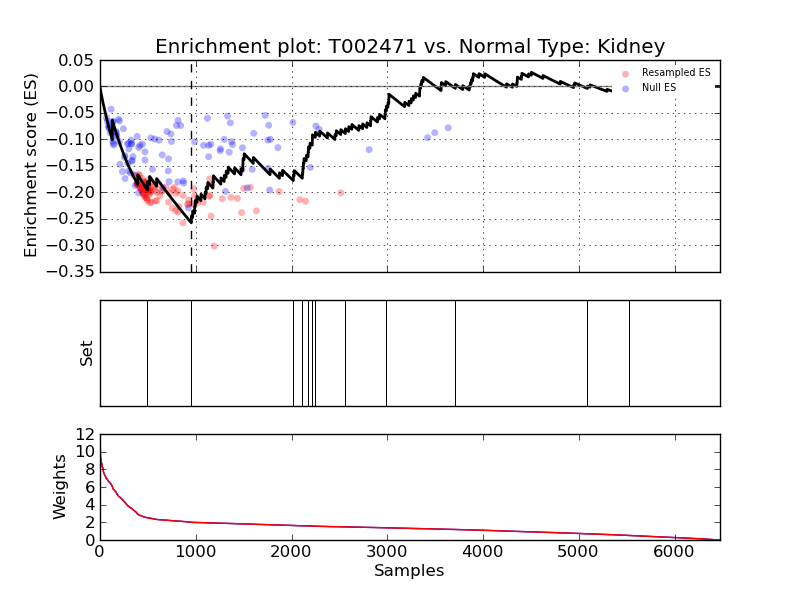 Enrichment plot: T002471 vs. Normal Type: Kidney
Enrichment score (ES)
0.05
0.00
−0.05
−0.10
−0.15
−0.20
−0.25
−0.30
−0.35
Resampled ES
Null ES
Set
Weights
12
10
8
6
4
2
0
0 1000 2000 3000 4000 5000 6000
Samples